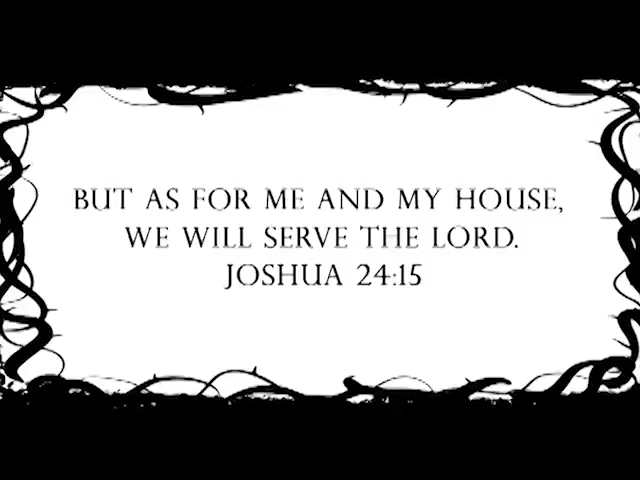 BUT AS FOR ME AND MY HOUSE,
WE WILL SERVE THE LORD.
JOSHUA 24:15